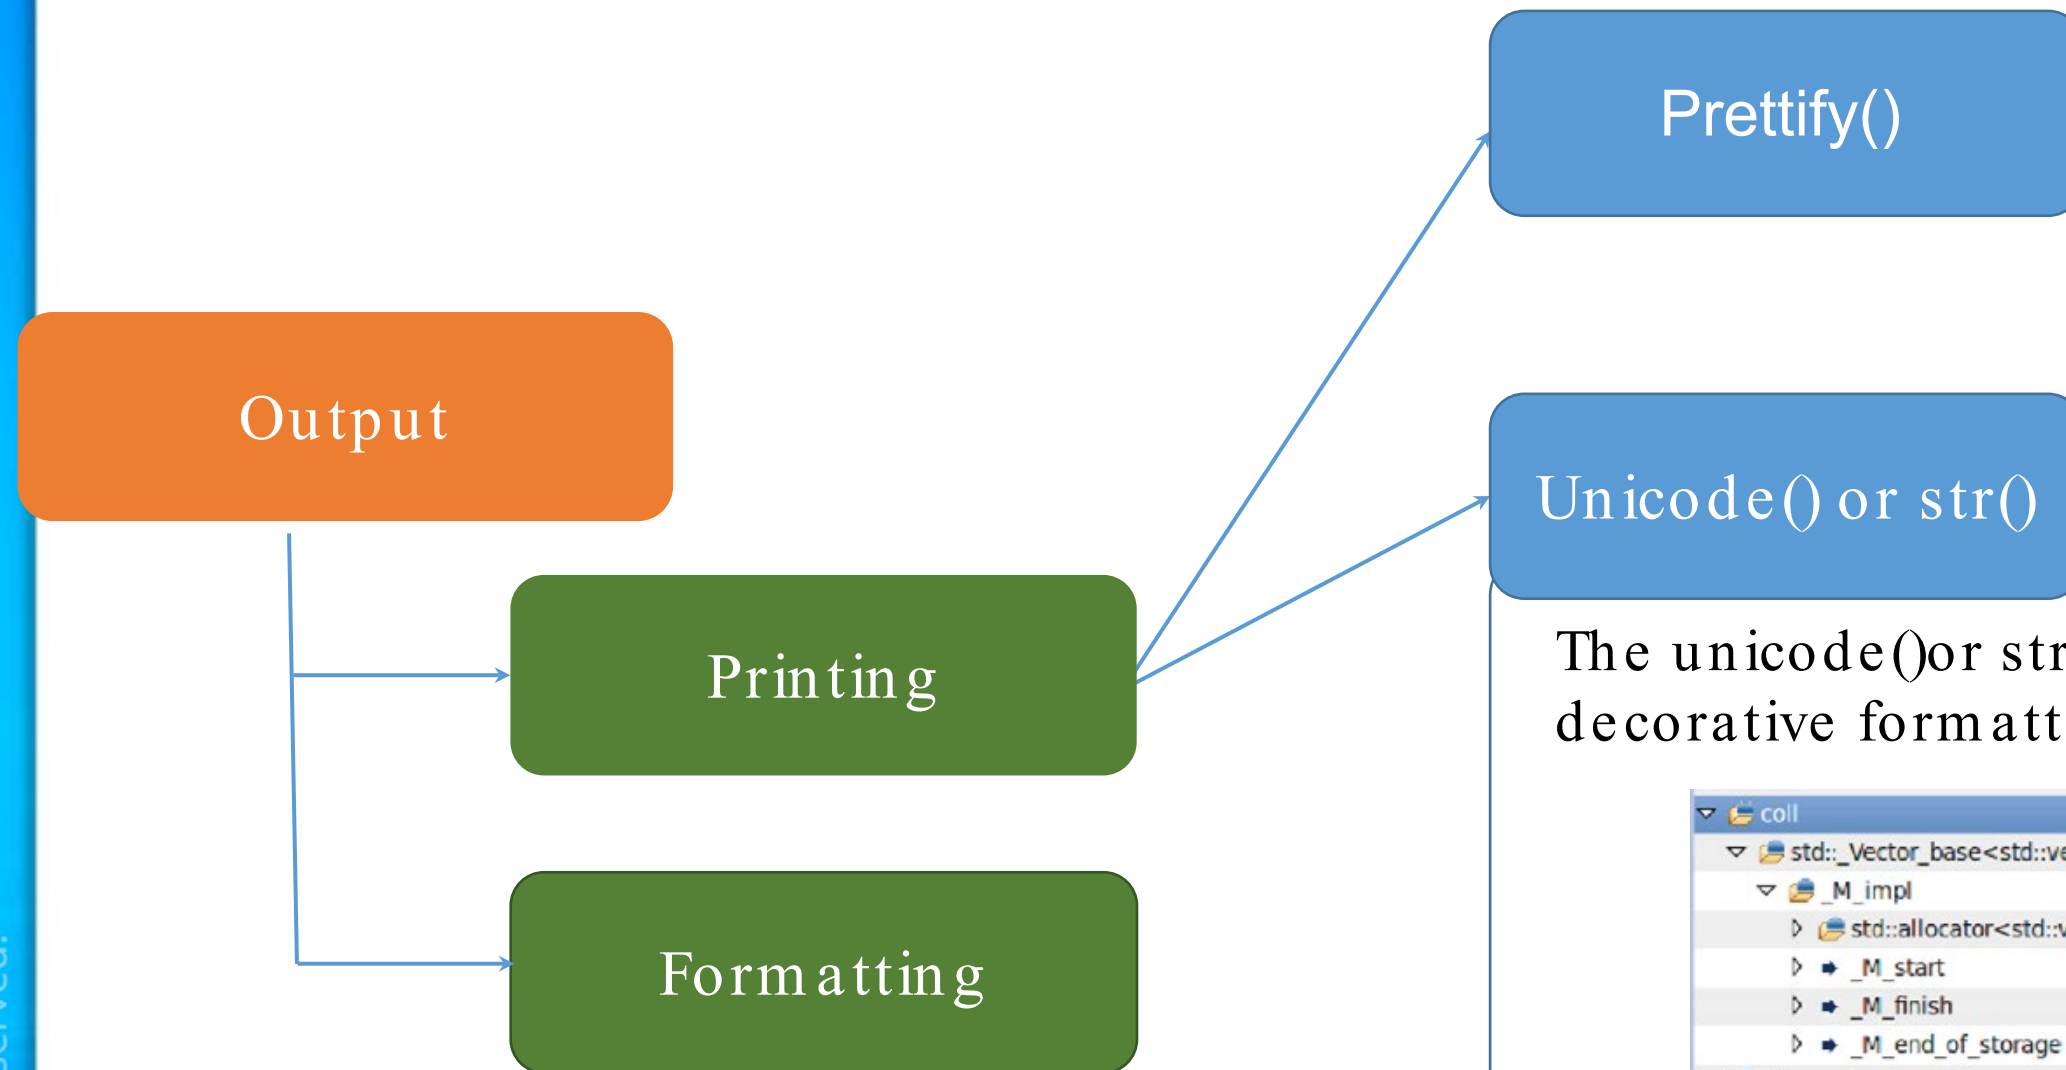 Prettify()
Output
Unicode() or str()
Printing
The unicode()or str
decorative formatt
Formatting
coll
std::_Vector_base<std::ve
_M_impl
std::allocator<std::v
_M_start
_M_finish
_M_end_of_storage